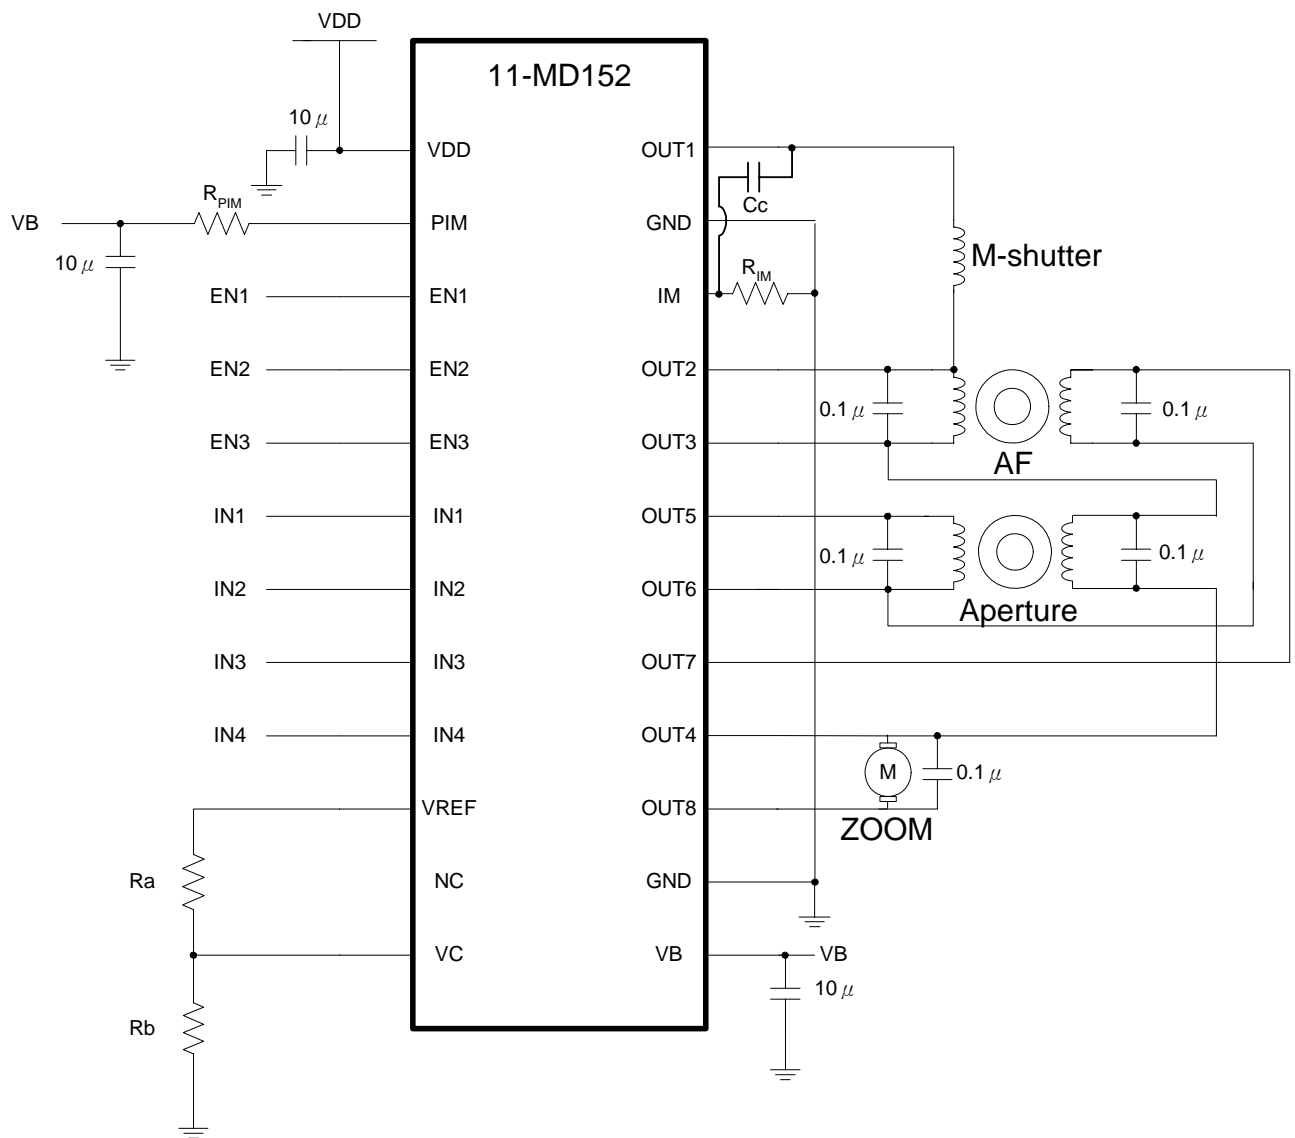 VDD
11-MD152
10μ
VDD
OUT1
R_PIM
Cc
VB
PIM
GND
M-shutter
10μ
R_IM
EN1
EN1
IM
EN2
EN2
OUT2
0.1μ
0.1μ
EN3
EN3
OUT3
AF
IN1
IN1
OUT5
0.1μ
0.1μ
IN2
IN2
OUT6
Aperture
IN3
IN3
OUT7
IN4
IN4
OUT4
M
0.1μ
VREF
OUT8
ZOOM
Ra
NC
GND
VC
VB
VB
10μ
Rb